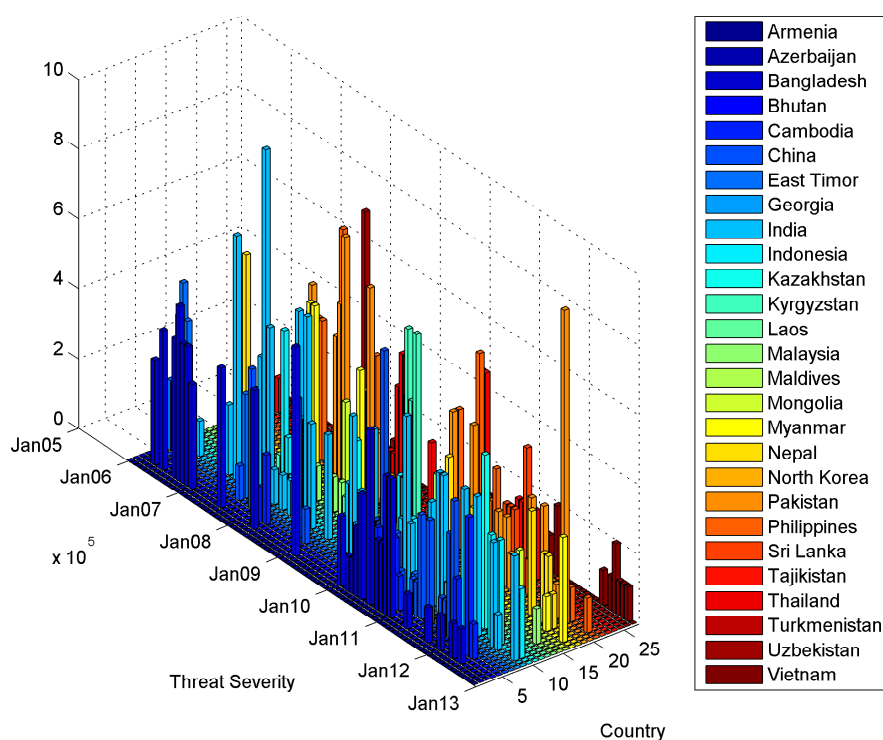 10
8
6
4
2
0
Jan05
Jan06
Jan07
Jan08
Jan09
Jan10
Jan11
Jan12
Jan13
x 10^5
Threat Severity
5
10
15
20
25
Country
Armenia
Azerbaijan
Bangladesh
Bhutan
Cambodia
China
East Timor
Georgia
India
Indonesia
Kazakhstan
Kyrgyzstan
Laos
Malaysia
Maldives
Mongolia
Myanmar
Nepal
North Korea
Pakistan
Philippines
Sri Lanka
Tajikistan
Thailand
Turkmenistan
Uzbekistan
Vietnam